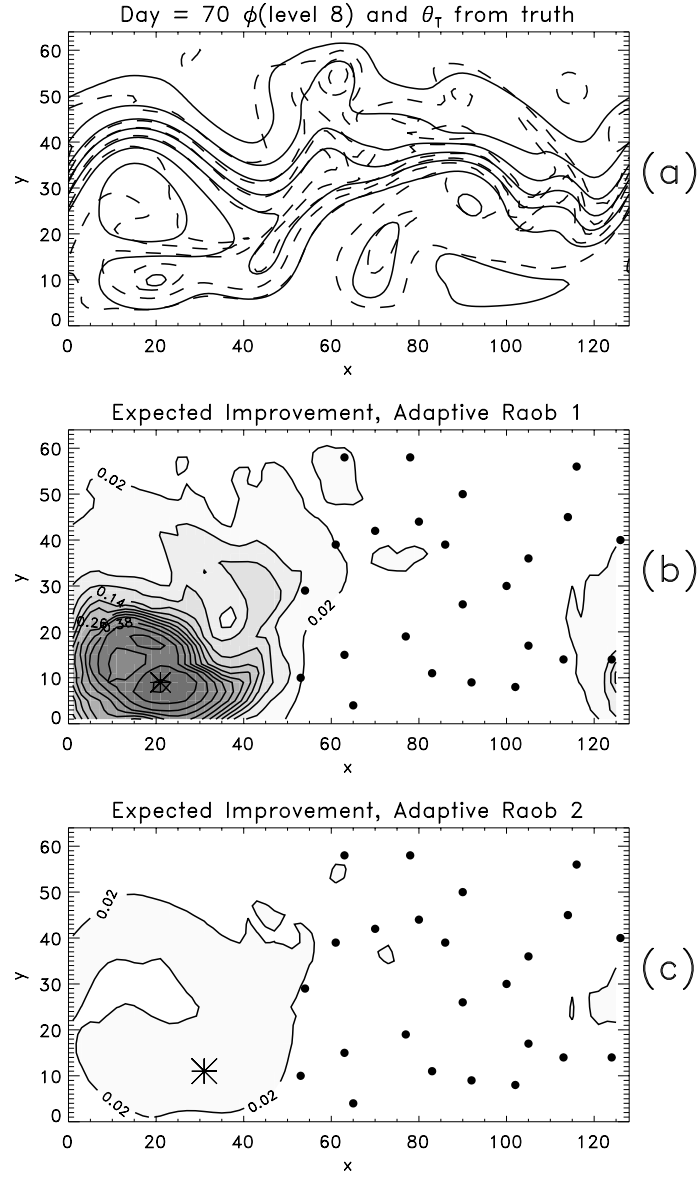 Day = 70 ϕ(level 8) and θ_T from truth
60
50
40
30
20
10
0
y
0 20 40 60 80 100 120
x
(a)
Expected Improvement, Adaptive Raob 1
60
50
40
30
20
10
0
y
0.02
0.14
0.26
0.38
0.02
0 20 40 60 80 100 120
x
(b)
Expected Improvement, Adaptive Raob 2
60
50
40
30
20
10
0
y
0.02
0.02
0.02
0 20 40 60 80 100 120
x
(c)